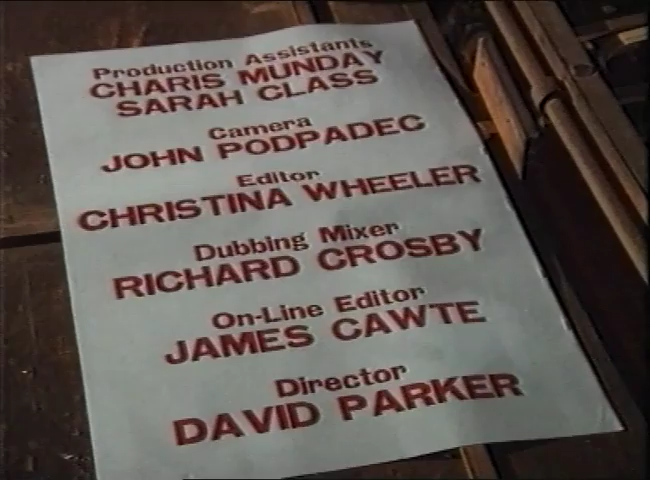 Production Assistants
CHARIS MUNDAY
SARAH CLASS
Camera
JOHN PODPADEC
Editor
CHRISTINA WHEELER
Dubbing Mixer
RICHARD CROSBY
On-Line Editor
JAMES CAWTE
Director
DAVID PARKER